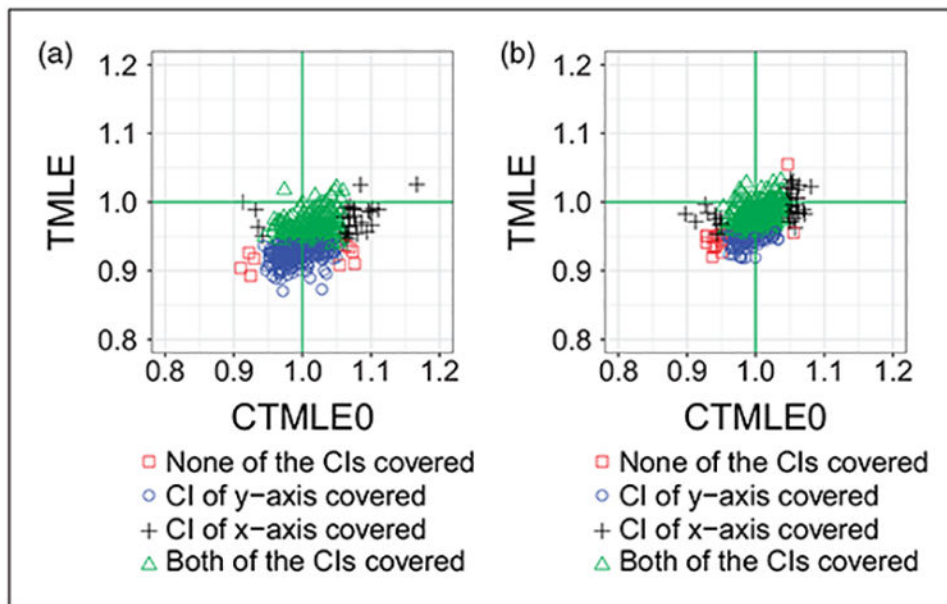 (a)
1.2
1.1
1.0
0.9
0.8
TMLE
0.8 0.9 1.0 1.1 1.2
CTMLE0
None of the CIs covered
CI of y-axis covered
CI of x-axis covered
Both of the CIs covered
(b)
1.2
1.1
1.0
0.9
0.8
TMLE
0.8 0.9 1.0 1.1 1.2
CTMLE0
None of the CIs covered
CI of y-axis covered
CI of x-axis covered
Both of the CIs covered